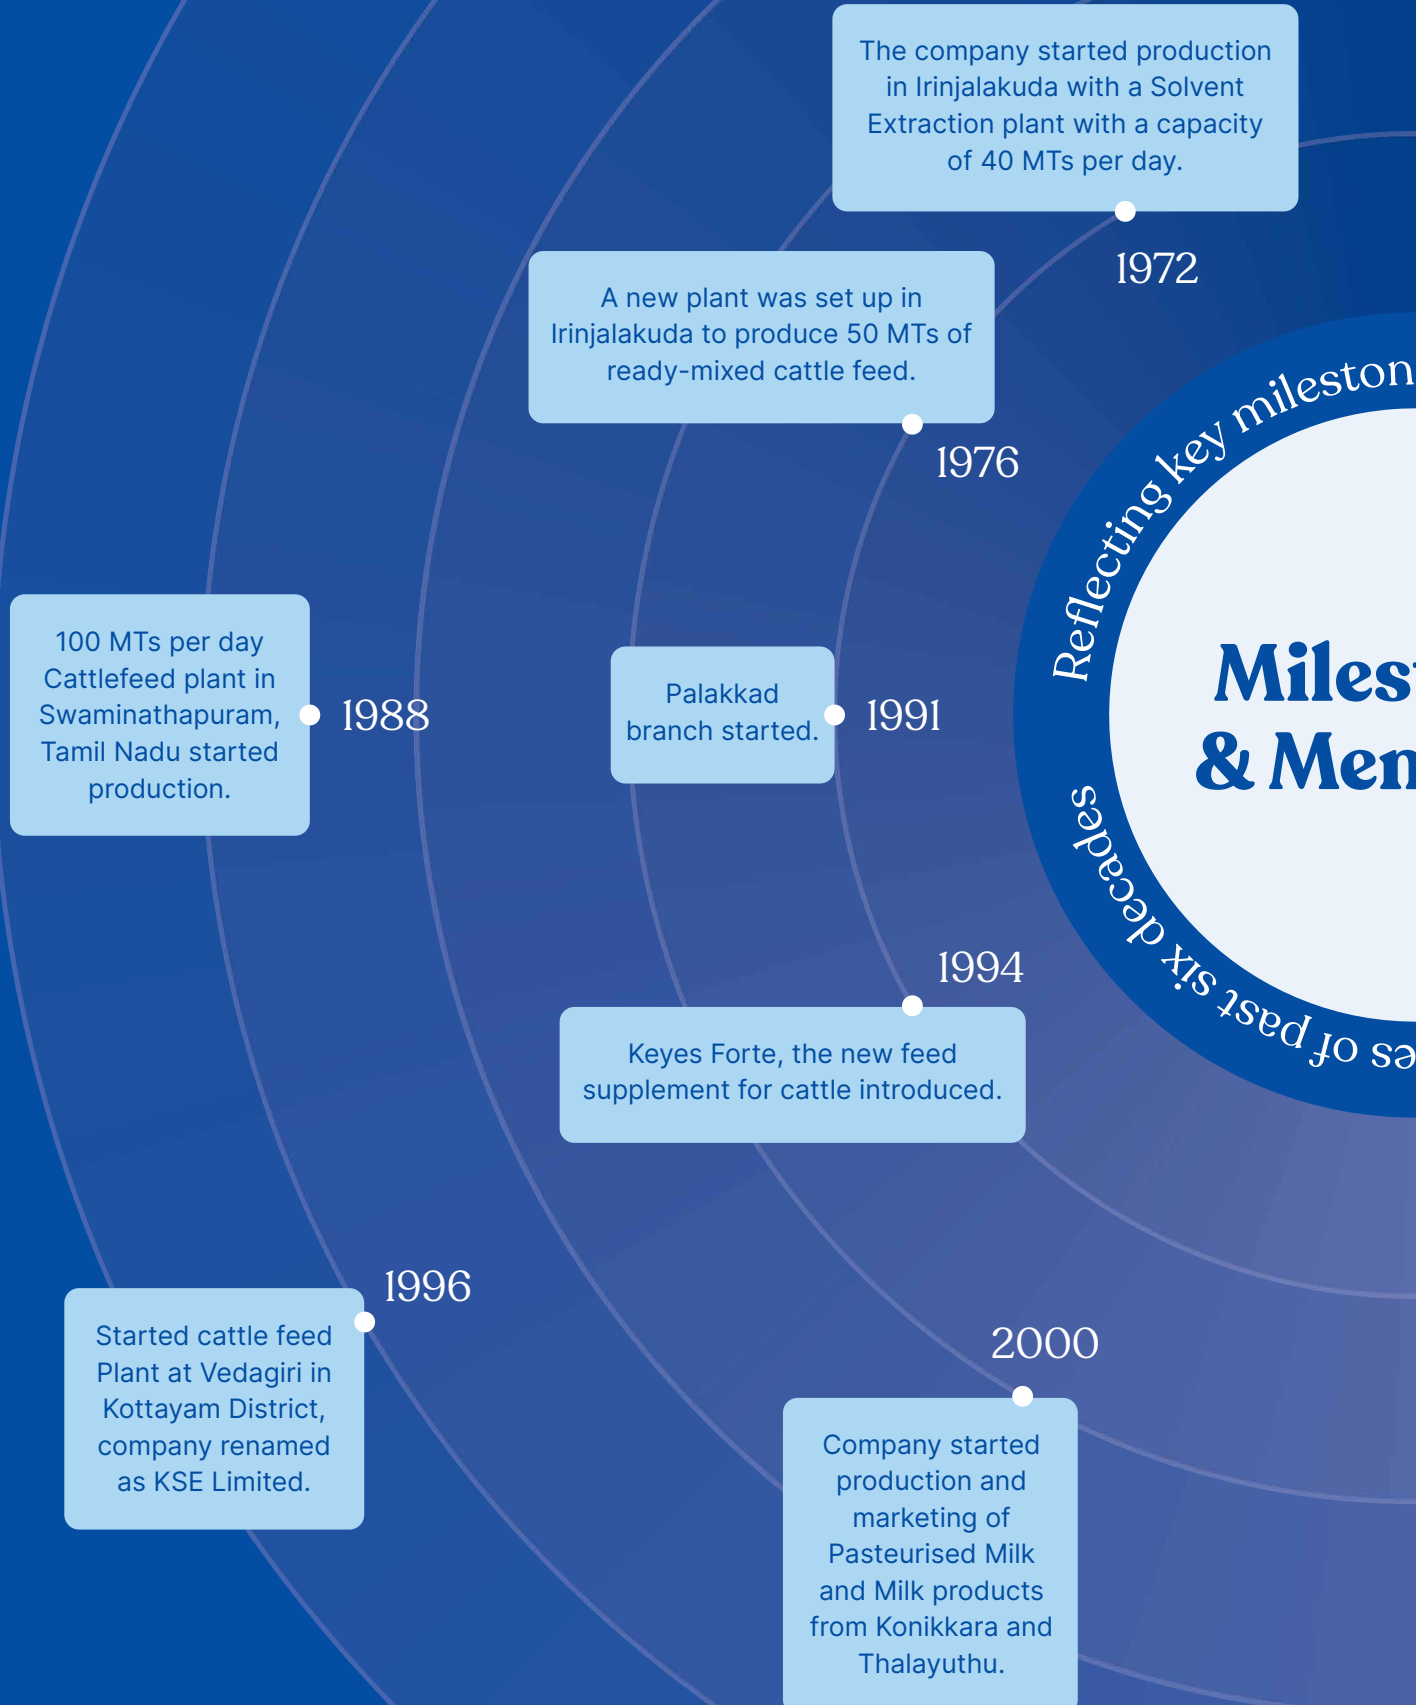 The company started production
in Irinjalakuda with a Solvent
Extraction plant with a capacity
of 40 MTs per day.
1972
A new plant was set up in
Irinjalakuda to produce 50 MTs of
ready-mixed cattle feed.
1976
Reflecting key mileston
Milest
& Mem
es of past six decades
100 MTs per day
Cattlefeed plant in
Swaminathapuram,
Tamil Nadu started
production.
1988
Palakkad
branch started.
1991
1994
Keyes Forte, the new feed
supplement for cattle introduced.
1996
Started cattle feed
Plant at Vedagiri in
Kottayam District,
company renamed
as KSE Limited.
2000
Company started
production and
marketing of
Pasteurised Milk
and Milk products
from Konikkara and
Thalayuthu.